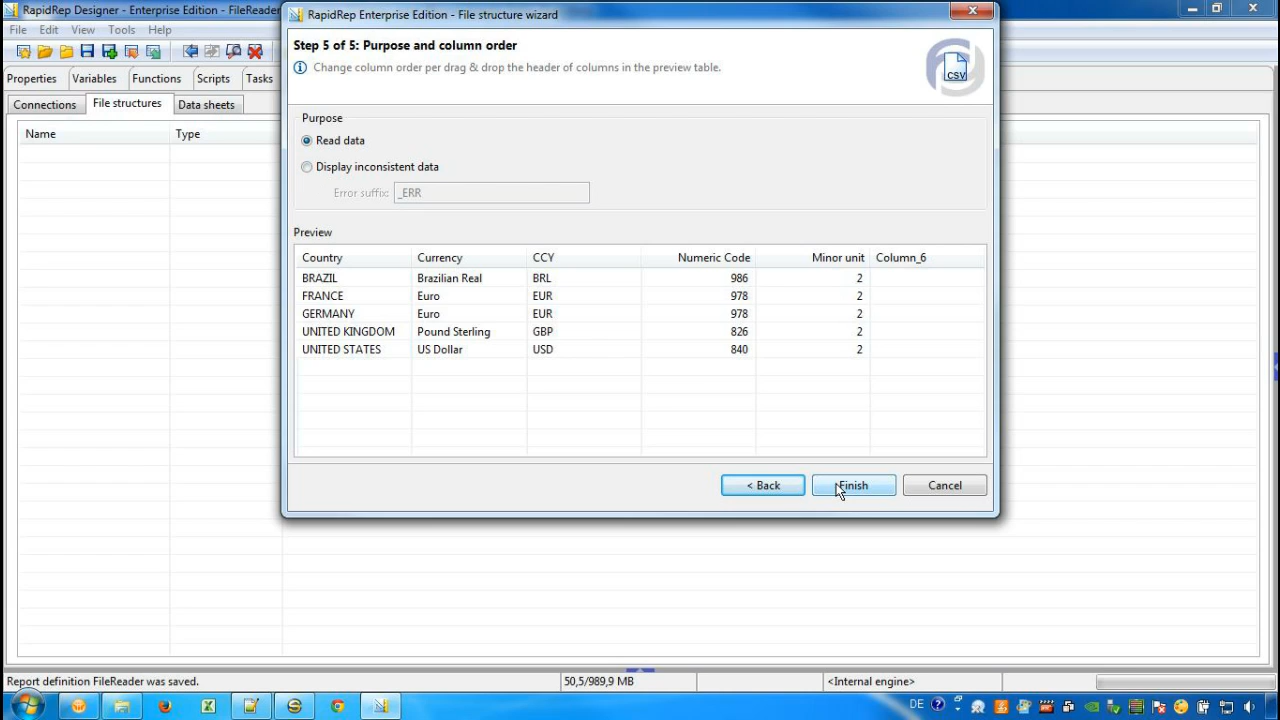 RapidRep Designer - Enterprise Edition - FileReader
File Edit View Tools Help
Properties Variables Functions Scripts Tasks
Connections File structures Data sheets
Name Type
RapidRep Enterprise Edition - File structure wizard
Step 5 of 5: Purpose and column order
Change column order per drag & drop the header of columns in the preview table.
CSV
Purpose
Read data
Display inconsistent data
Error suffix: _ERR
Preview
Country Currency CCY Numeric Code Minor unit Column_6
BRAZIL Brazilian Real BRL 986 2
FRANCE Euro EUR 978 2
GERMANY Euro EUR 978 2
UNITED KINGDOM Pound Sterling GBP 826 2
UNITED STATES US Dollar USD 840 2
< Back Finish Cancel
Report definition FileReader was saved. 50,5/989,9 MB <Internal engine>
DE